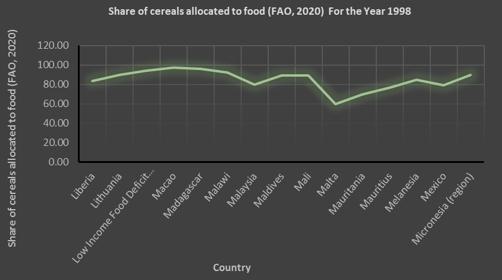 Share of cereals allocated to food (FAO, 2020)  For the Year 1998
Share of cereals allocated to food (FAO, 2020)
120.00
100.00
80.00
60.00
40.00
20.00
0.00
Liberia
Lithuania
Low Income Food Deficit…
Macao
Madagascar
Malawi
Malaysia
Maldives
Mali
Malta
Mauritania
Mauritius
Melanesia
Mexico
Micronesia (region)
Country